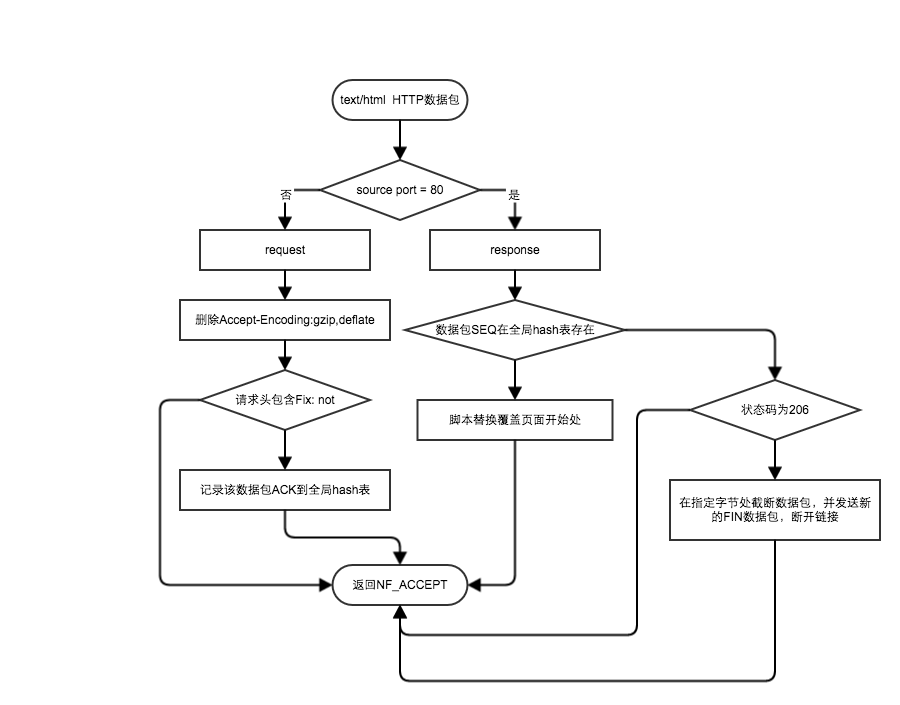 text/html HTTP数据包
source port = 80
否
是
request
response
删除Accept-Encoding:gzip,deflate
数据包SEQ在全局hash表存在
请求头包含Fix: not
脚本替换覆盖页面开始处
状态码为206
记录该数据包ACK到全局hash表
在指定字节处截断数据包，并发送新
的FIN数据包，断开链接
返回NF_ACCEPT